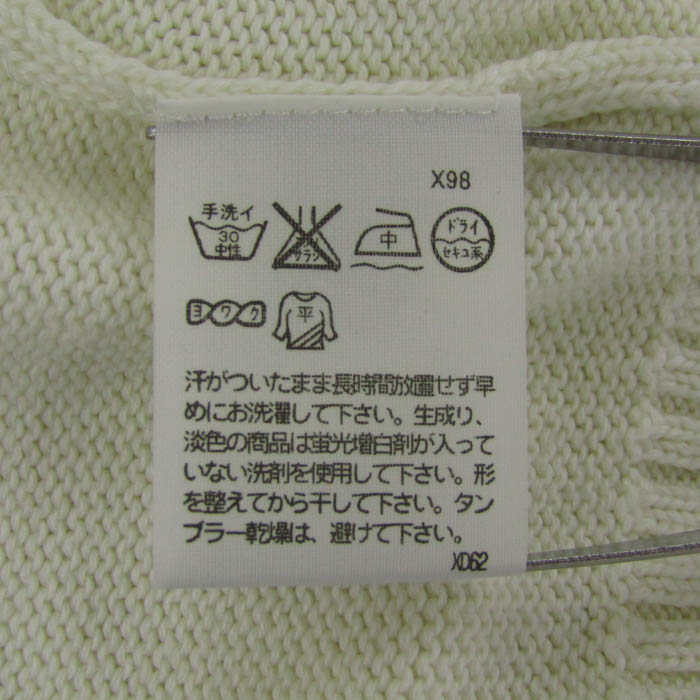 X98
手洗イ
30
中性
サラシ
中
ドライ
セキユ系
ヨワク
平
汗がついたまま長時間放置せず早
めにお洗濯して下さい。生成り、
淡色の商品は蛍光増白剤が入って
いない洗剤を使用して下さい。形
を整えてから干して下さい。タン
ブラー乾燥は、避けて下さい。
XD62